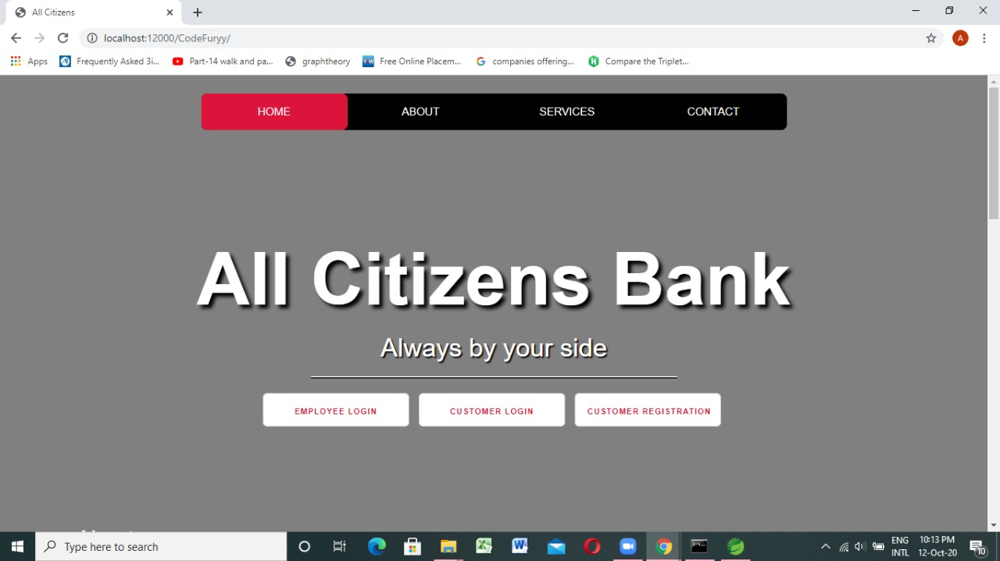 All Citizens
localhost:12000/CodeFuryy/
A
Apps Frequently Asked 3i... Part-14 walk and pa... graphtheory Free Online Placem... companies offering... Compare the Triplet...
HOME ABOUT SERVICES CONTACT
All Citizens Bank
Always by your side
EMPLOYEE LOGIN CUSTOMER LOGIN CUSTOMER REGISTRATION
Type here to search
ENG 10:13 PM
INTL 12-Oct-20 10